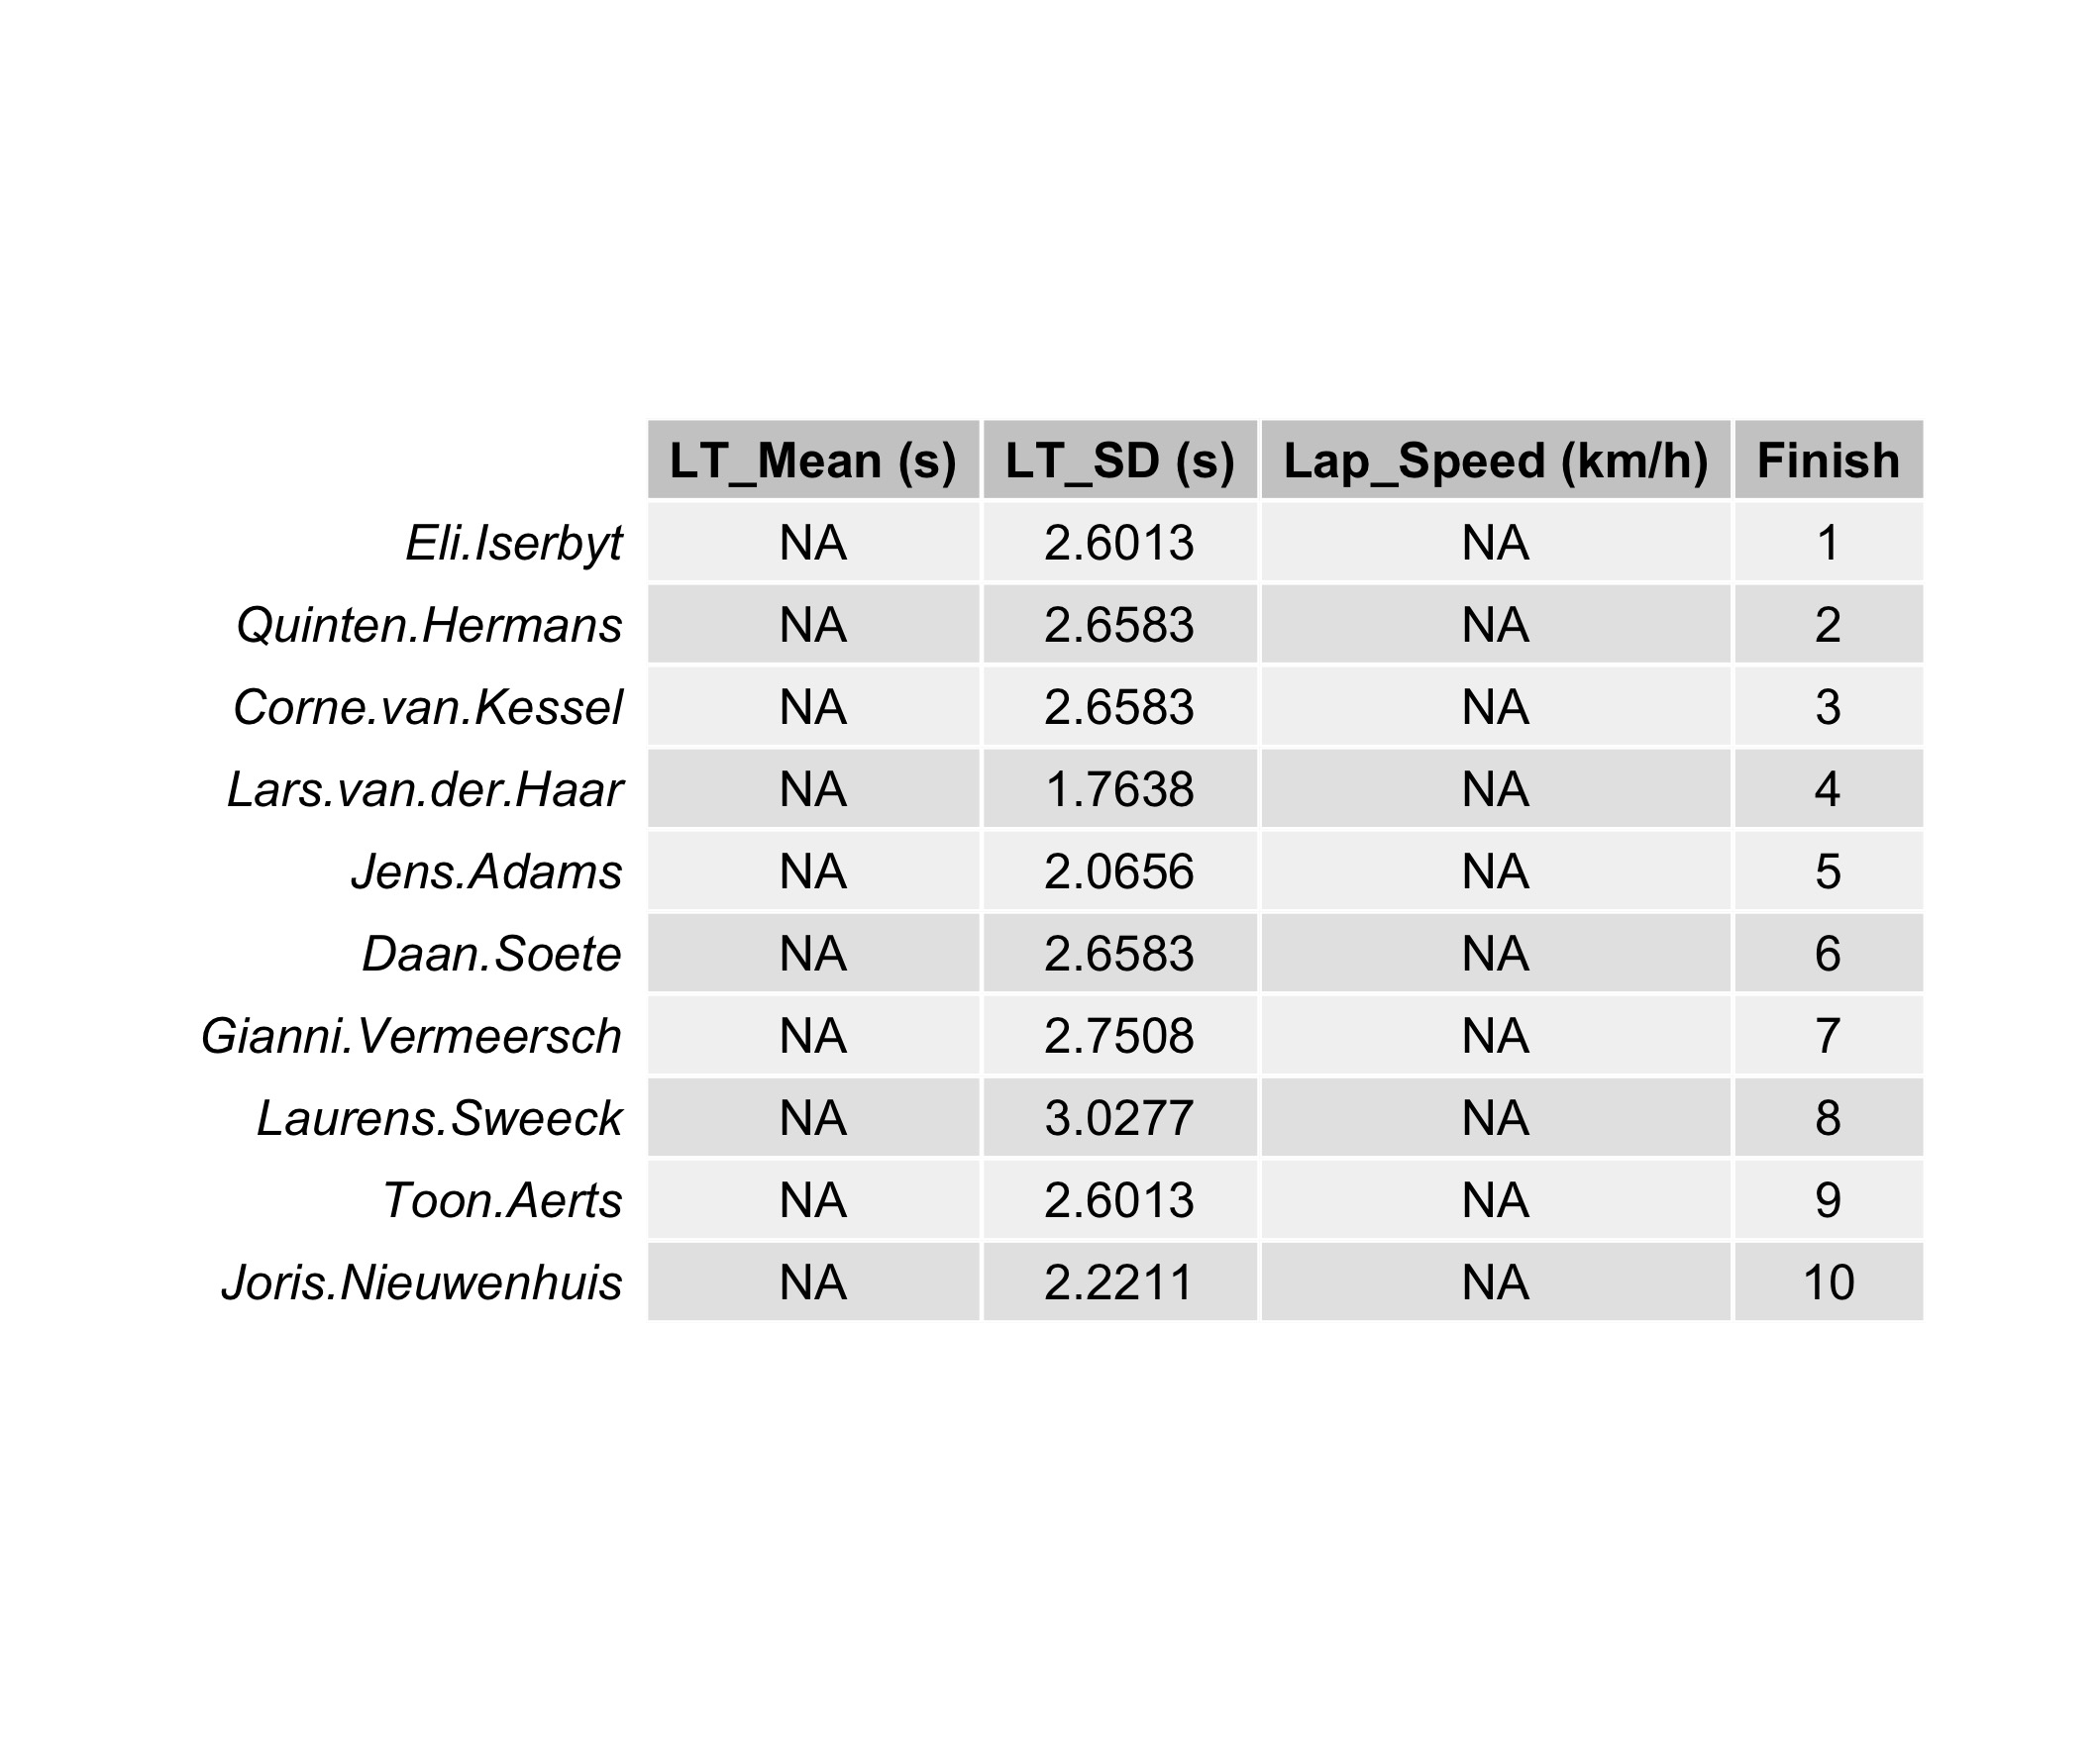 LT_Mean (s) LT_SD (s) Lap_Speed (km/h) Finish
Eli.Iserbyt NA 2.6013 NA 1
Quinten.Hermans NA 2.6583 NA 2
Corne.van.Kessel NA 2.6583 NA 3
Lars.van.der.Haar NA 1.7638 NA 4
Jens.Adams NA 2.0656 NA 5
Daan.Soete NA 2.6583 NA 6
Gianni.Vermeersch NA 2.7508 NA 7
Laurens.Sweeck NA 3.0277 NA 8
Toon.Aerts NA 2.6013 NA 9
Joris.Nieuwenhuis NA 2.2211 NA 10